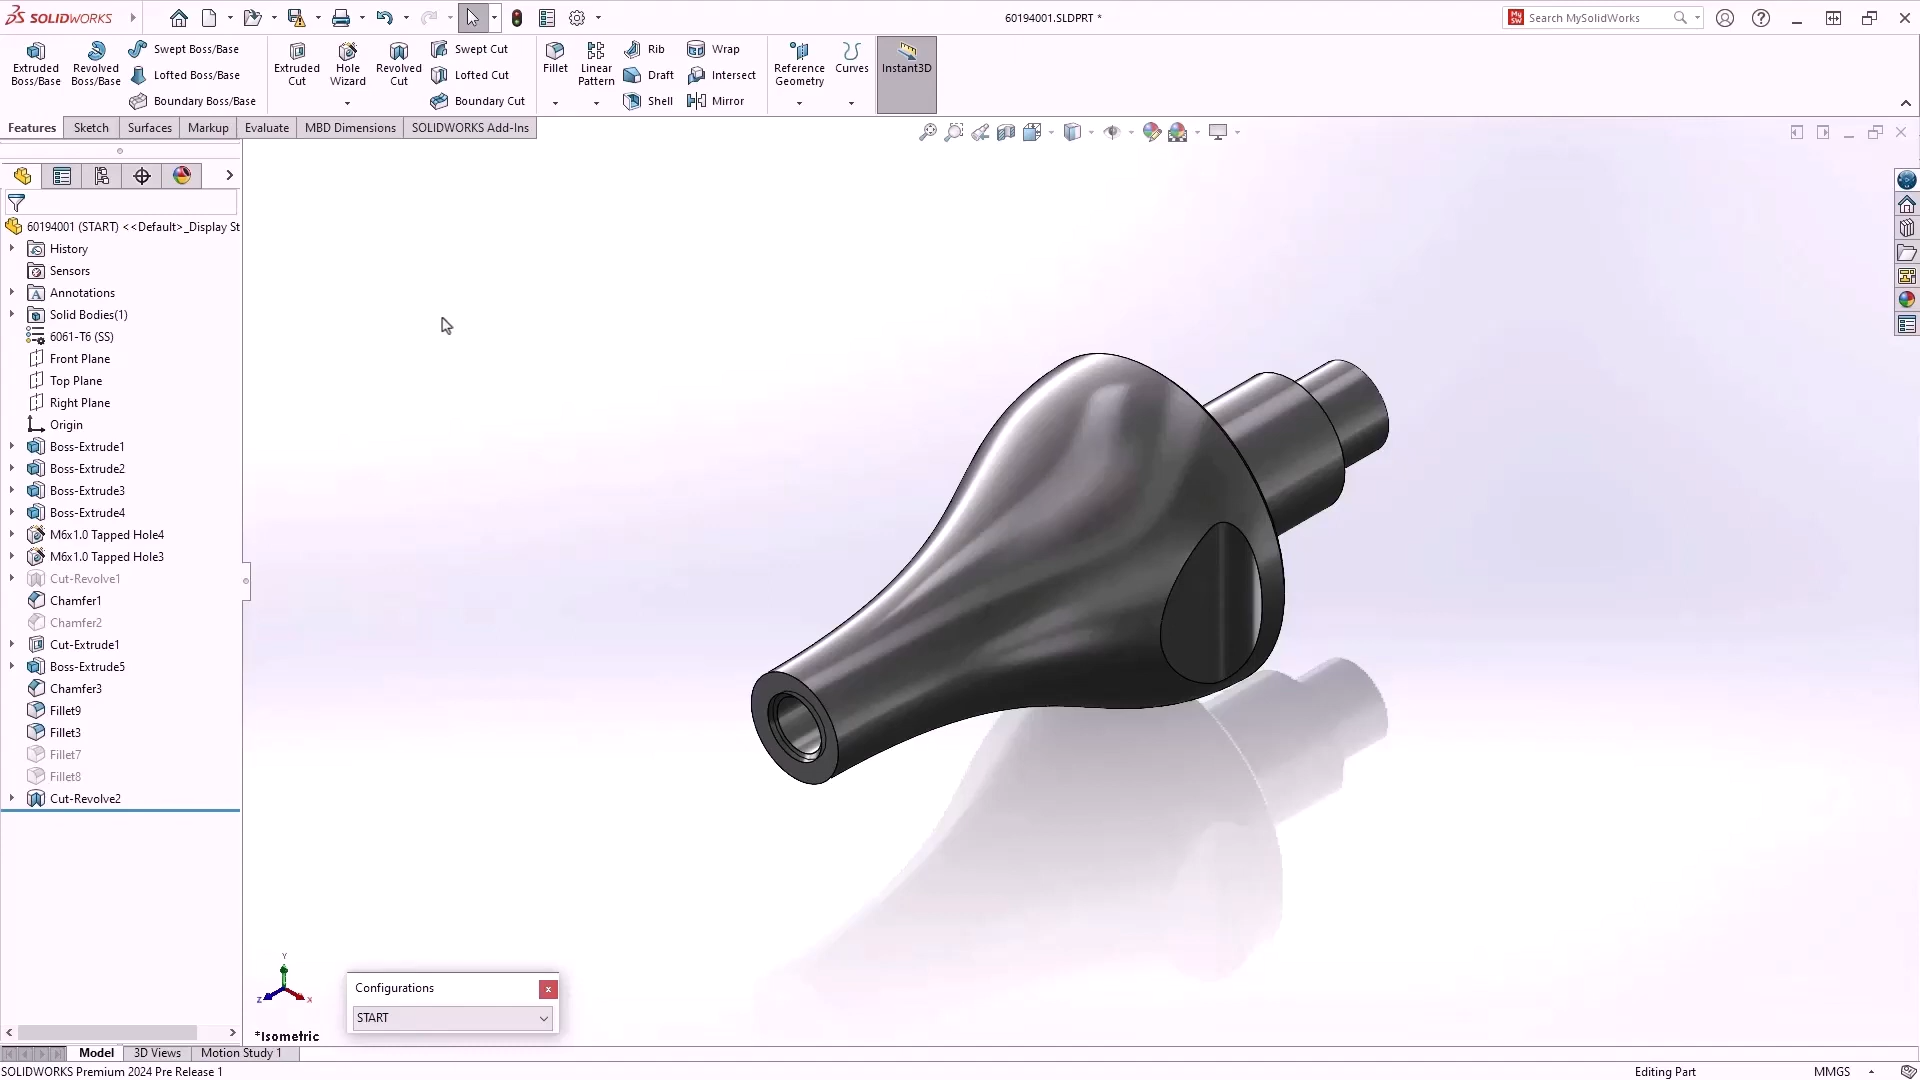 SOLIDWORKS
60194001.SLDPRT *
Search MySolidWorks
Extruded Boss/Base
Revolved Boss/Base
Swept Boss/Base
Lofted Boss/Base
Boundary Boss/Base
Extruded Cut
Hole Wizard
Revolved Cut
Swept Cut
Lofted Cut
Boundary Cut
Fillet
Linear Pattern
Rib
Draft
Shell
Wrap
Intersect
Mirror
Reference Geometry
Curves
Instant3D
Features
Sketch
Surfaces
Markup
Evaluate
MBD Dimensions
SOLIDWORKS Add-Ins
60194001 (START) <<Default>_Display St
History
Sensors
Annotations
Solid Bodies(1)
6061-T6 (SS)
Front Plane
Top Plane
Right Plane
Origin
Boss-Extrude1
Boss-Extrude2
Boss-Extrude3
Boss-Extrude4
M6x1.0 Tapped Hole4
M6x1.0 Tapped Hole3
Cut-Revolve1
Chamfer1
Chamfer2
Cut-Extrude1
Boss-Extrude5
Chamfer3
Fillet9
Fillet3
Fillet7
Fillet8
Cut-Revolve2
Y
Z
X
*Isometric
Configurations
START
Model
3D Views
Motion Study 1
SOLIDWORKS Premium 2024 Pre Release 1
Editing Part
MMGS